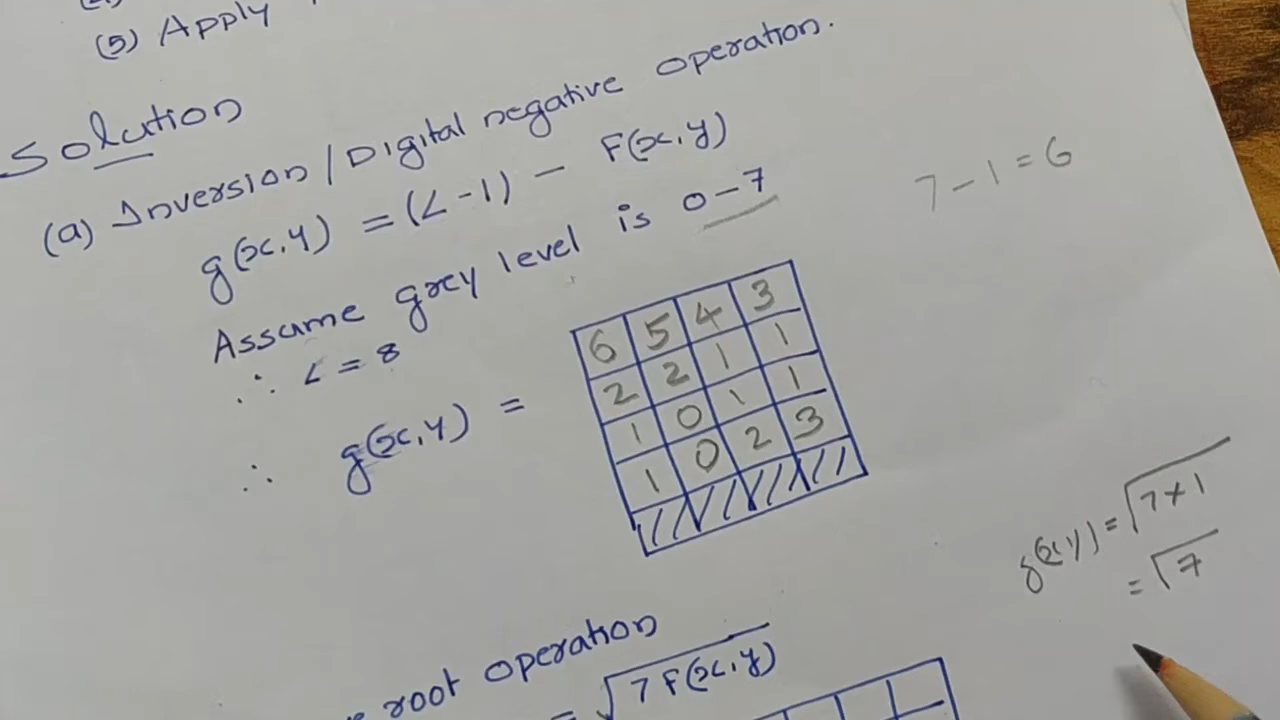 (5) Apply
Solution
(a) Inversion / Digital negative operation.
g(x,y) = (L-1) - F(x,y)
7-1=6
Assume grey level is 0-7
∴ L = 8
∴ g(x,y) =
6 5 4 3
2 2 1 1
1 0 1 1
1 0 2 3
g(x,y) = √7×1
= √7
root operation
= √7 F(x,y)